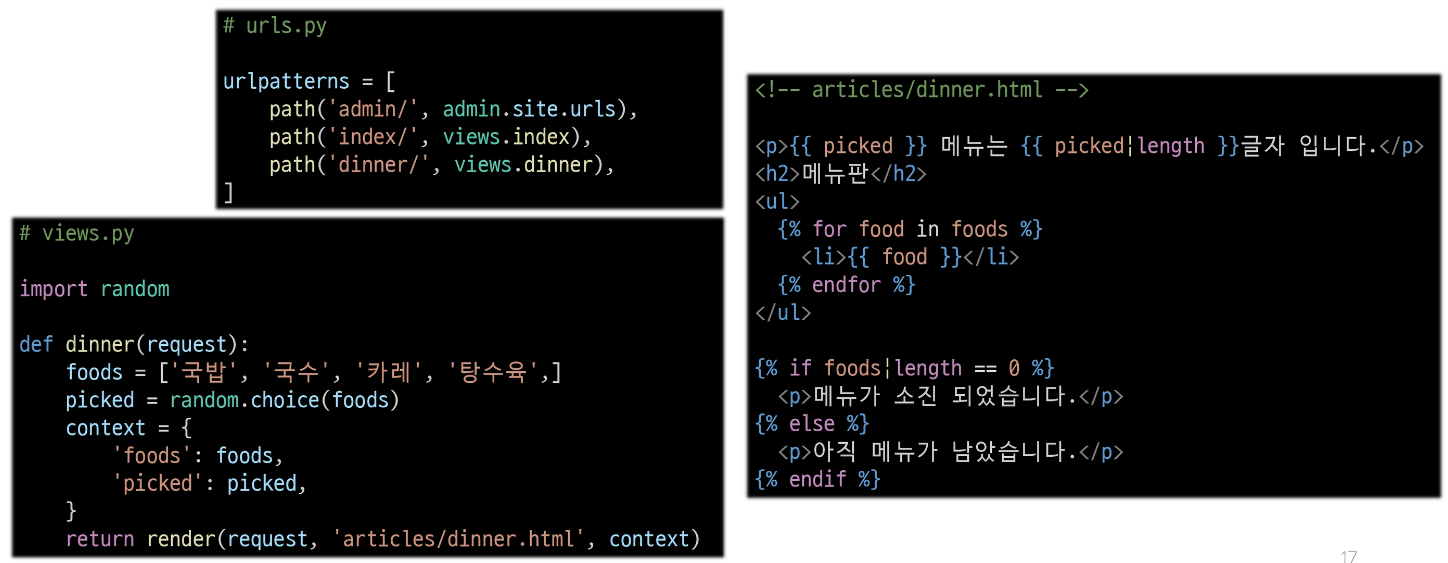 # urls.py
urlpatterns = [
    path('admin/', admin.site.urls),
    path('index/', views.index),
    path('dinner/', views.dinner),
]
# views.py
import random
def dinner(request):
    foods = ['국밥', '국수', '카레', '탕수육',]
    picked = random.choice(foods)
    context = {
        'foods': foods,
        'picked': picked,
    }
    return render(request, 'articles/dinner.html', context)
<!-- articles/dinner.html -->
<p>{{ picked }} 메뉴는 {{ picked|length }}글자 입니다.</p>
<h2>메뉴판</h2>
<ul>
  {% for food in foods %}
    <li>{{ food }}</li>
  {% endfor %}
</ul>
{% if foods|length == 0 %}
  <p>메뉴가 소진 되었습니다.</p>
{% else %}
  <p>아직 메뉴가 남았습니다.</p>
{% endif %}
17